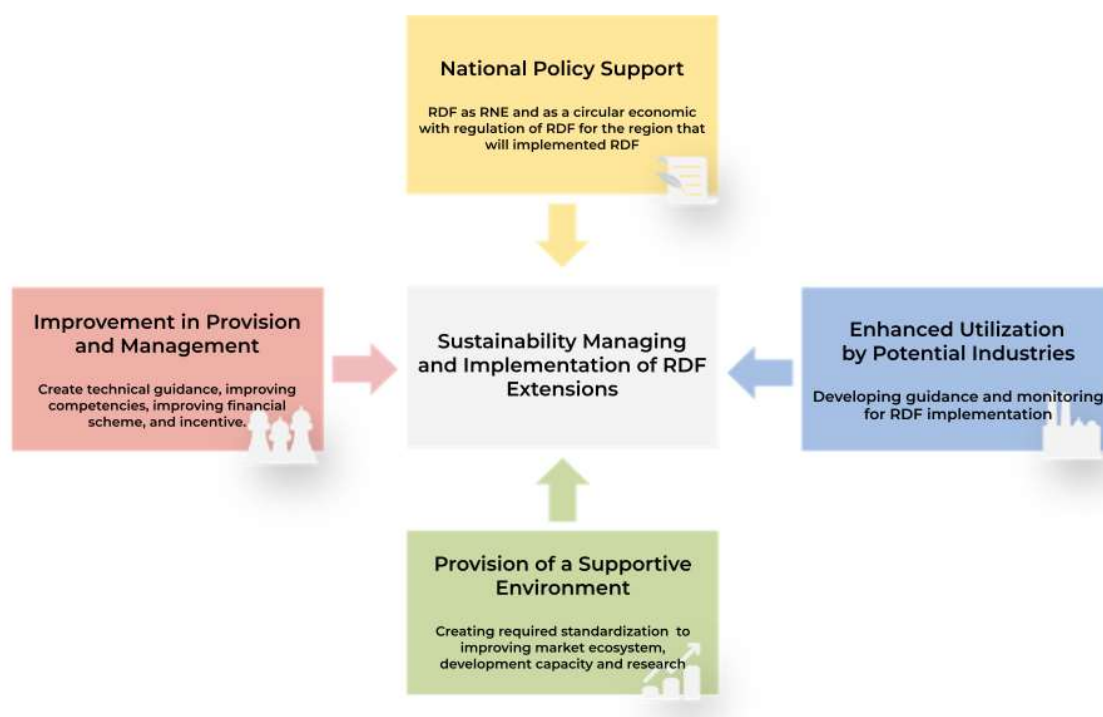 National Policy Support
RDF as RNE and as a circular economic
with regulation of RDF for the region that
will implemented RDF
Improvement in Provision
and Management
Create technical guidance, improving
competencies, improving financial
scheme, and incentive.
Sustainability Managing
and Implementation of RDF
Extensions
Enhanced Utilization
by Potential Industries
Developing guidance and monitoring
for RDF implementation
Provision of a Supportive
Environment
Creating required standardization to
improving market ecosystem,
development capacity and research